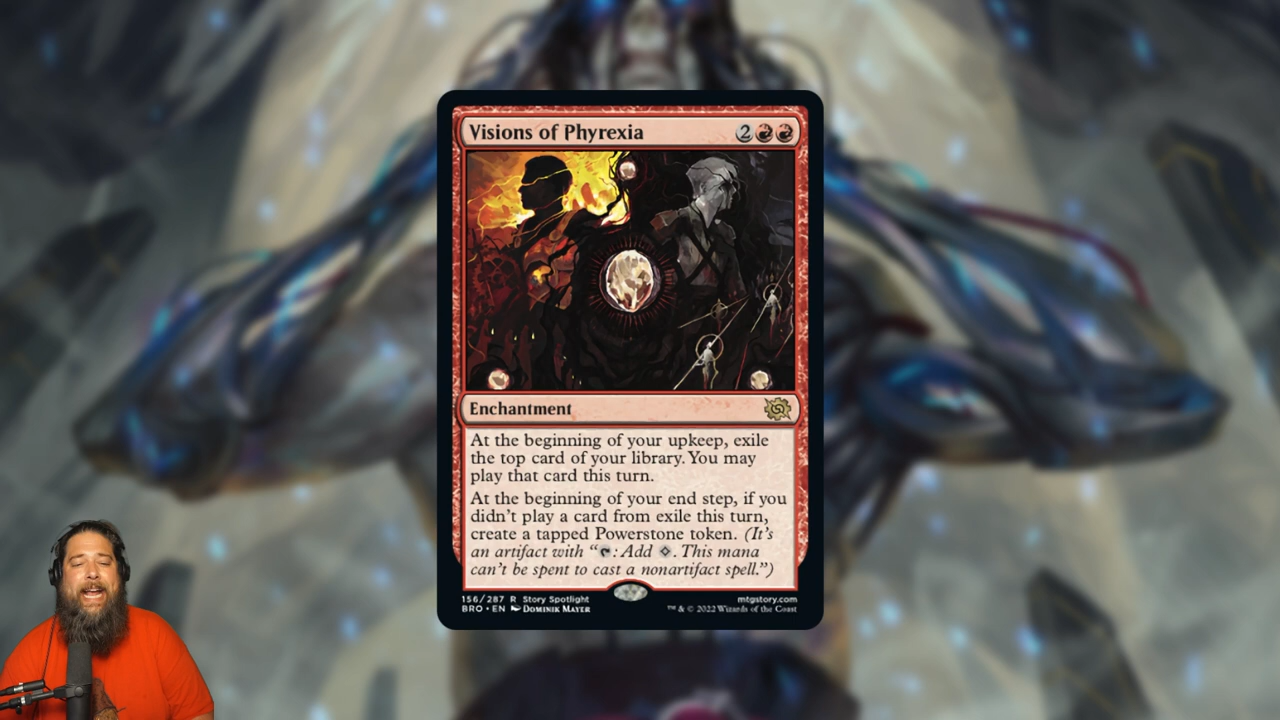 Visions of Phyrexia 2
Enchantment
At the beginning of your upkeep, exile
the top card of your library. You may
play that card this turn.
At the beginning of your end step, if you
didn't play a card from exile this turn,
create a tapped Powerstone token. (It's
an artifact with “: Add . This mana
can't be spent to cast a nonartifact spell.”)
156/287 R Story Spotlight mtgstory.com
BRO • EN Dominik Mayer ™ & © 2022 Wizards of the Coast